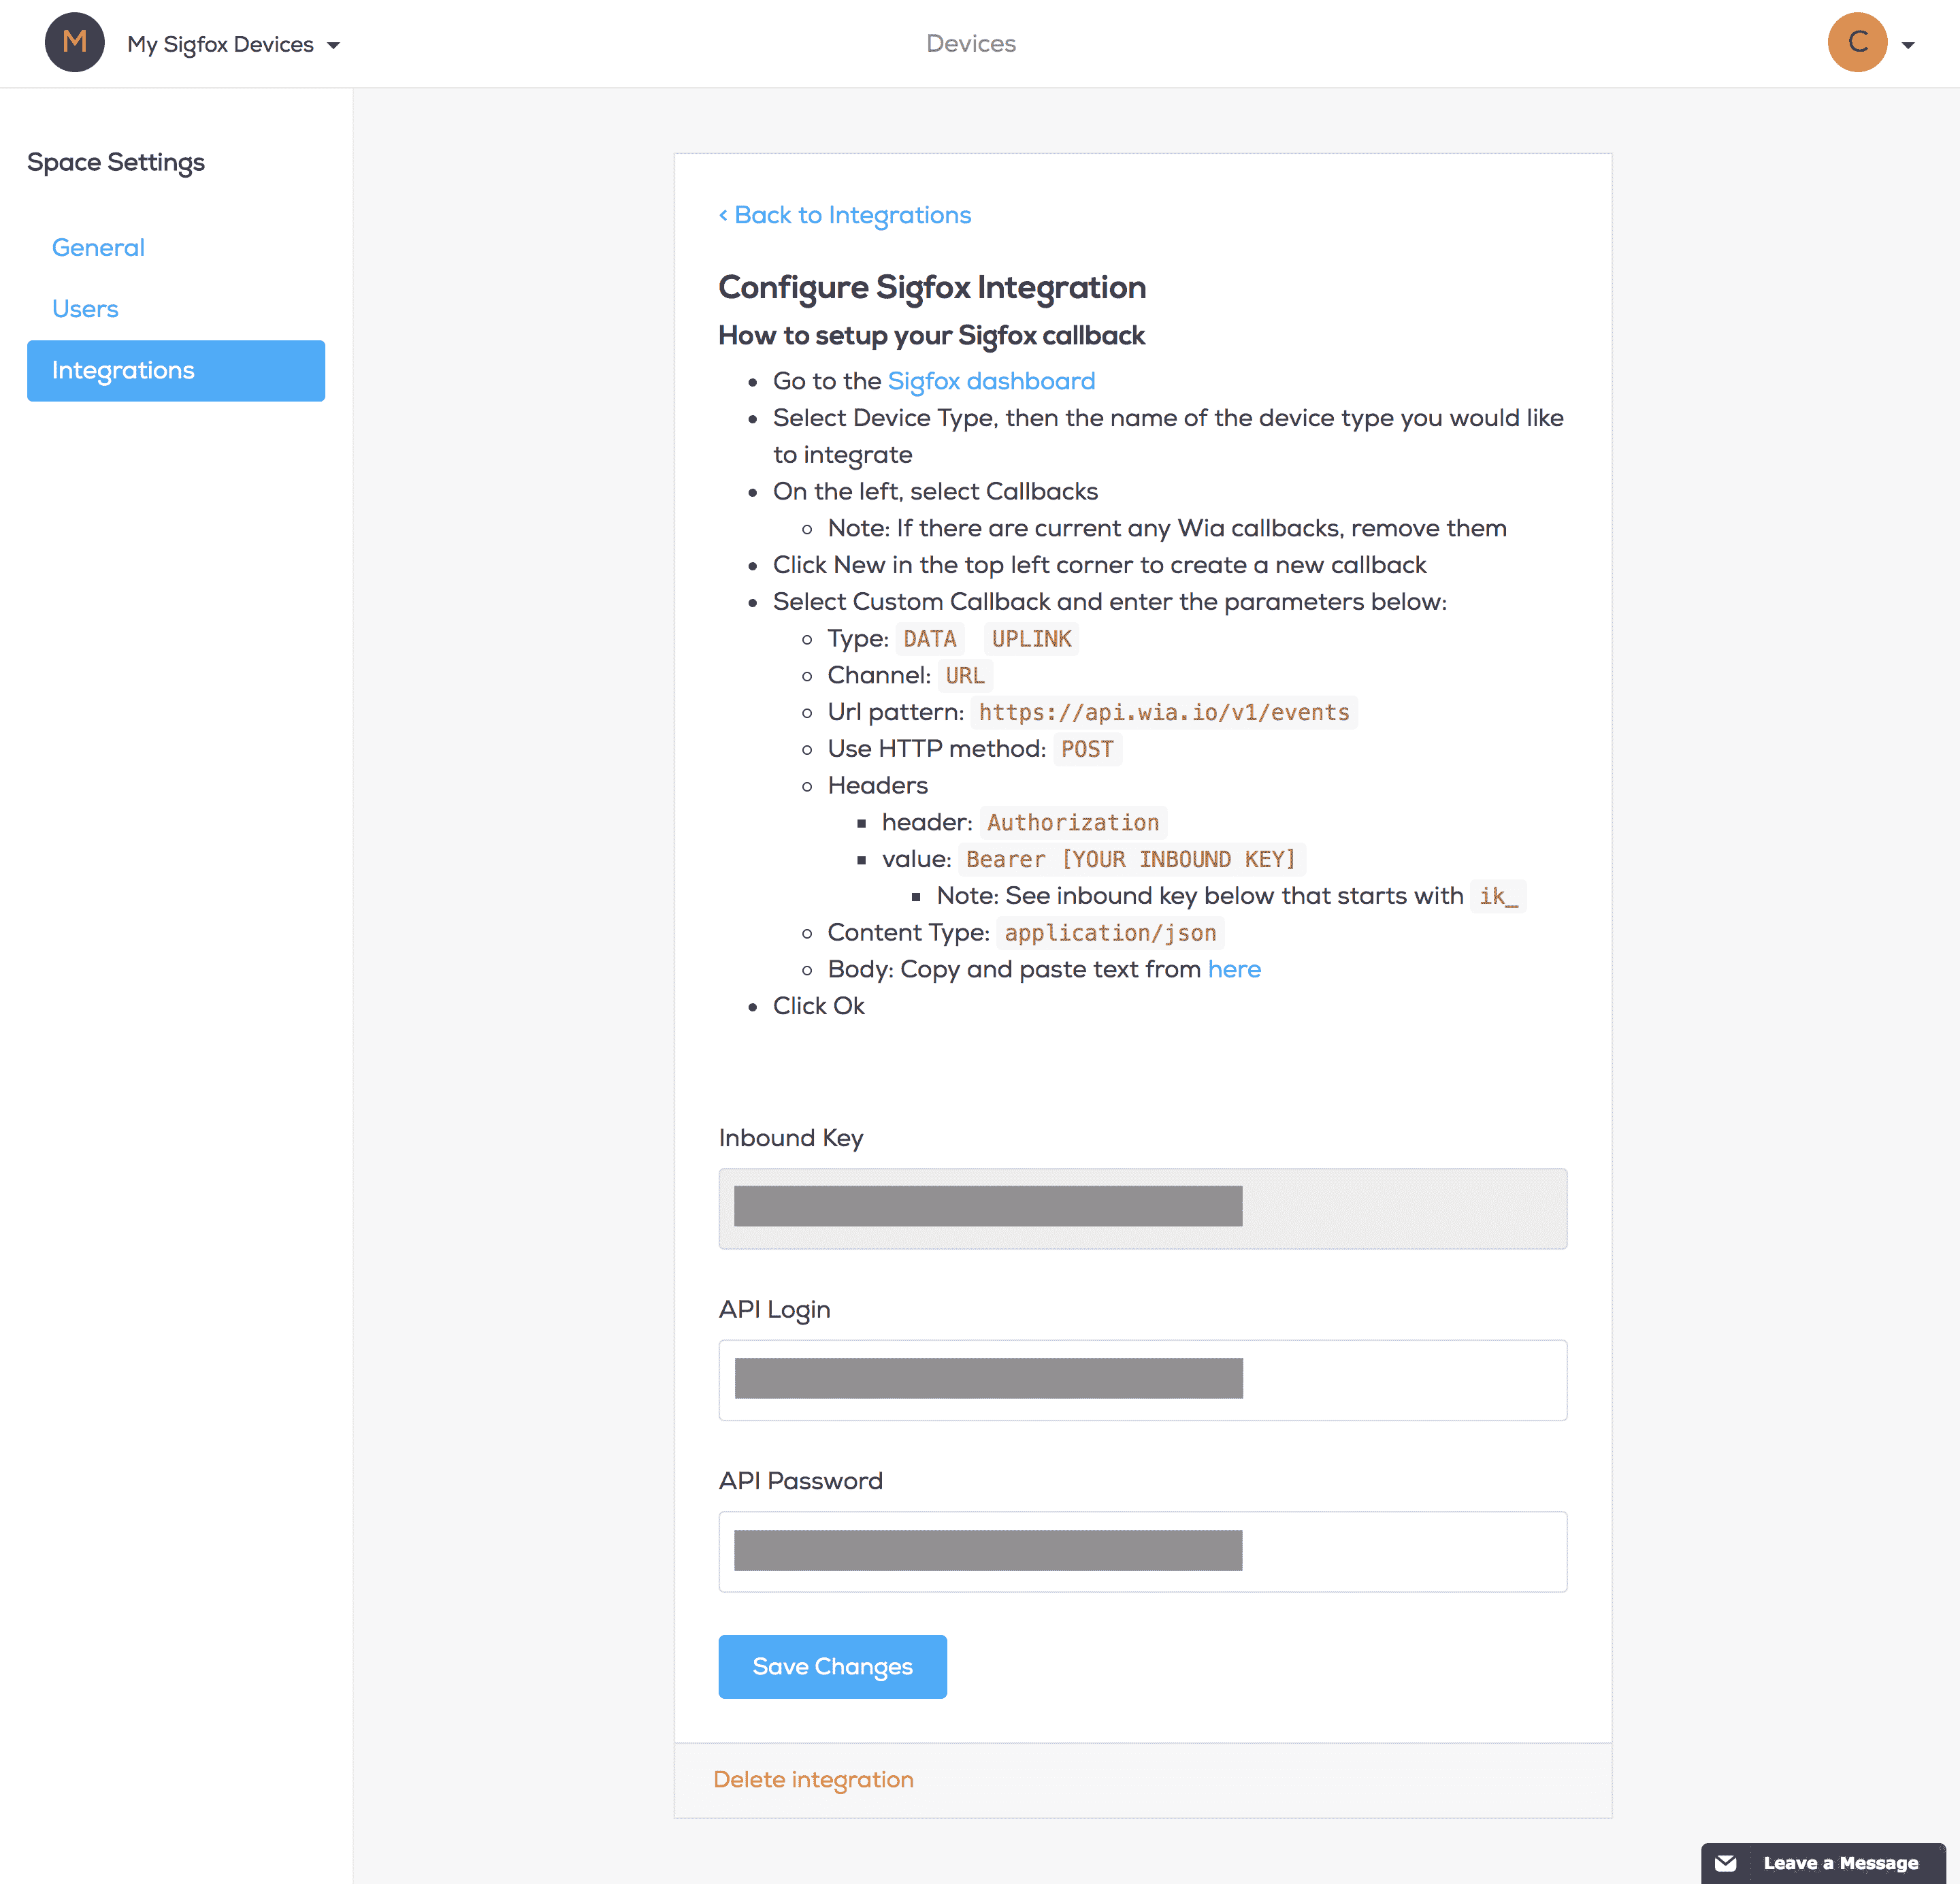 M
My Sigfox Devices
Devices
C
Space Settings
General
Users
Integrations
< Back to Integrations
Configure Sigfox Integration
How to setup your Sigfox callback
Go to the Sigfox dashboard
Select Device Type, then the name of the device type you would like
to integrate
On the left, select Callbacks
Note: If there are current any Wia callbacks, remove them
Click New in the top left corner to create a new callback
Select Custom Callback and enter the parameters below:
Type: DATA UPLINK
Channel: URL
Url pattern: https://api.wia.io/v1/events
Use HTTP method: POST
Headers
header: Authorization
value: Bearer [YOUR INBOUND KEY]
Note: See inbound key below that starts with ik_
Content Type: application/json
Body: Copy and paste text from here
Click Ok
Inbound Key
API Login
API Password
Save Changes
Delete integration
Leave a Message